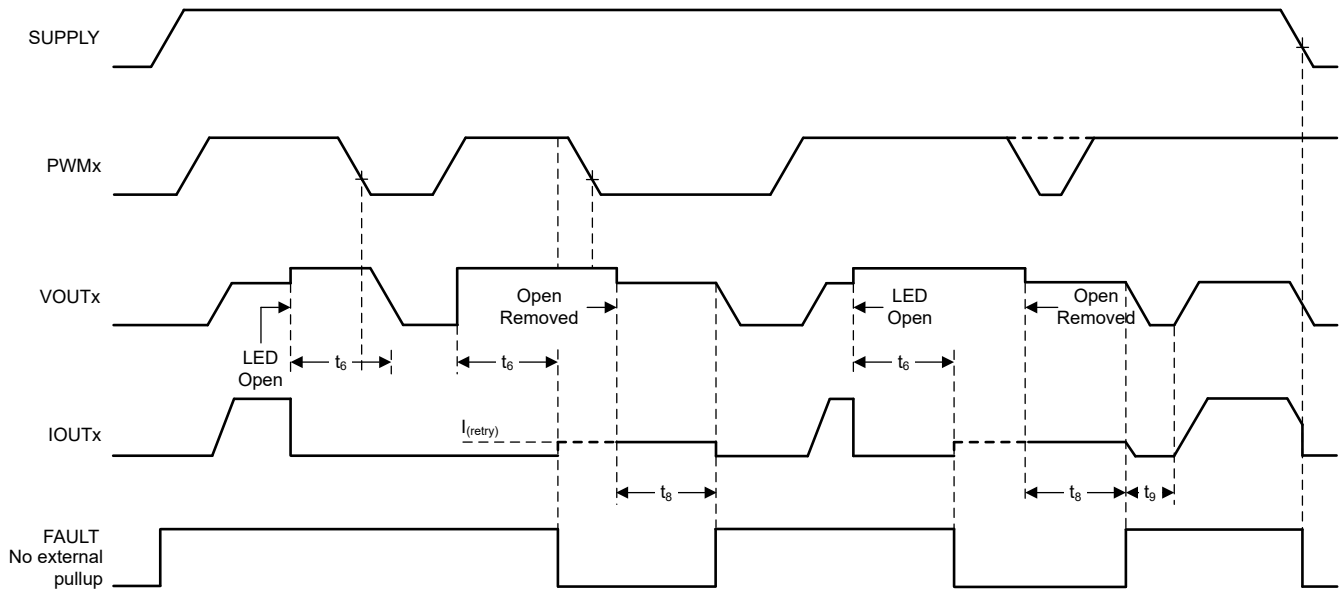 SUPPLY
PWMx
VOUTx
LED
Open
t6
Open
Removed
t6
LED
Open
t6
Open
Removed
IOUTx
I(retry)
t8
t8
t9
FAULT
No external
pullup